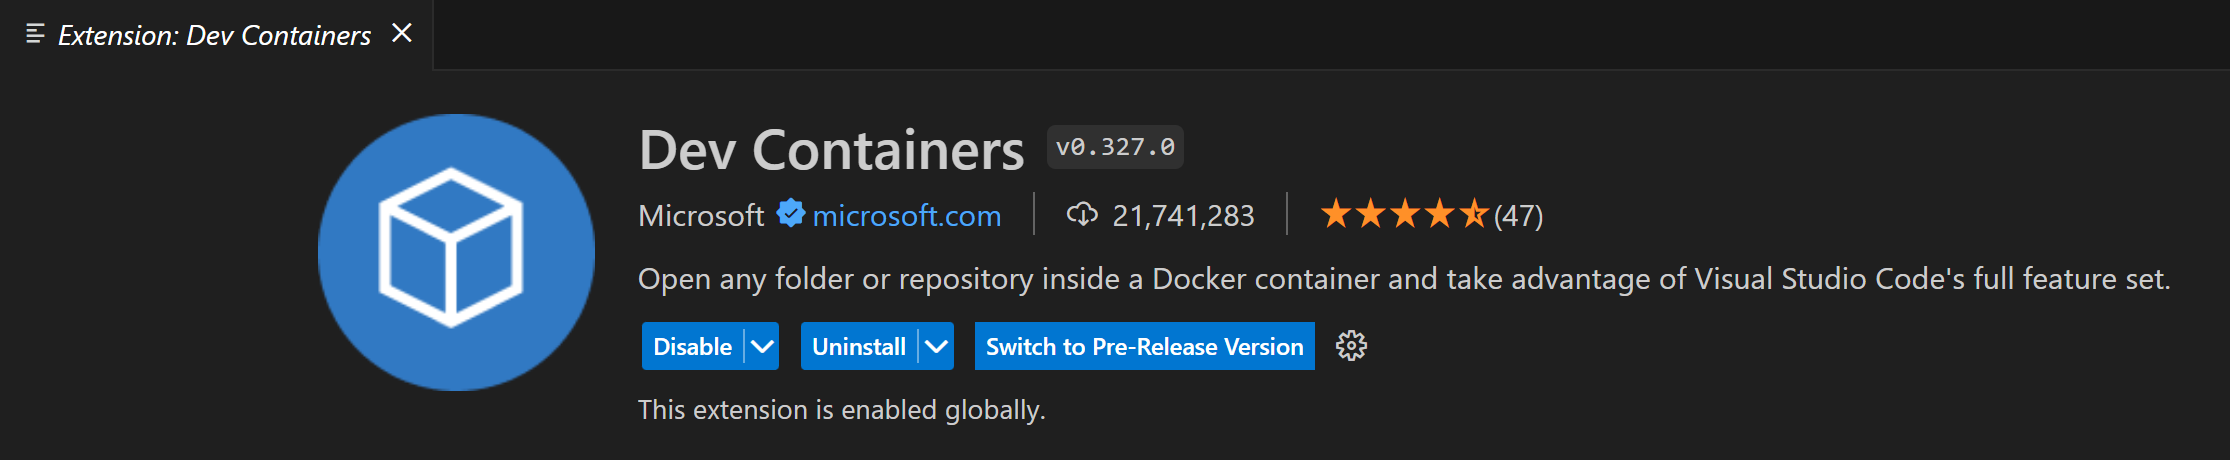 Extension: Dev Containers
Dev Containers v0.327.0
Microsoft microsoft.com 21,741,283 (47)
Open any folder or repository inside a Docker container and take advantage of Visual Studio Code's full feature set.
Disable Uninstall Switch to Pre-Release Version
This extension is enabled globally.